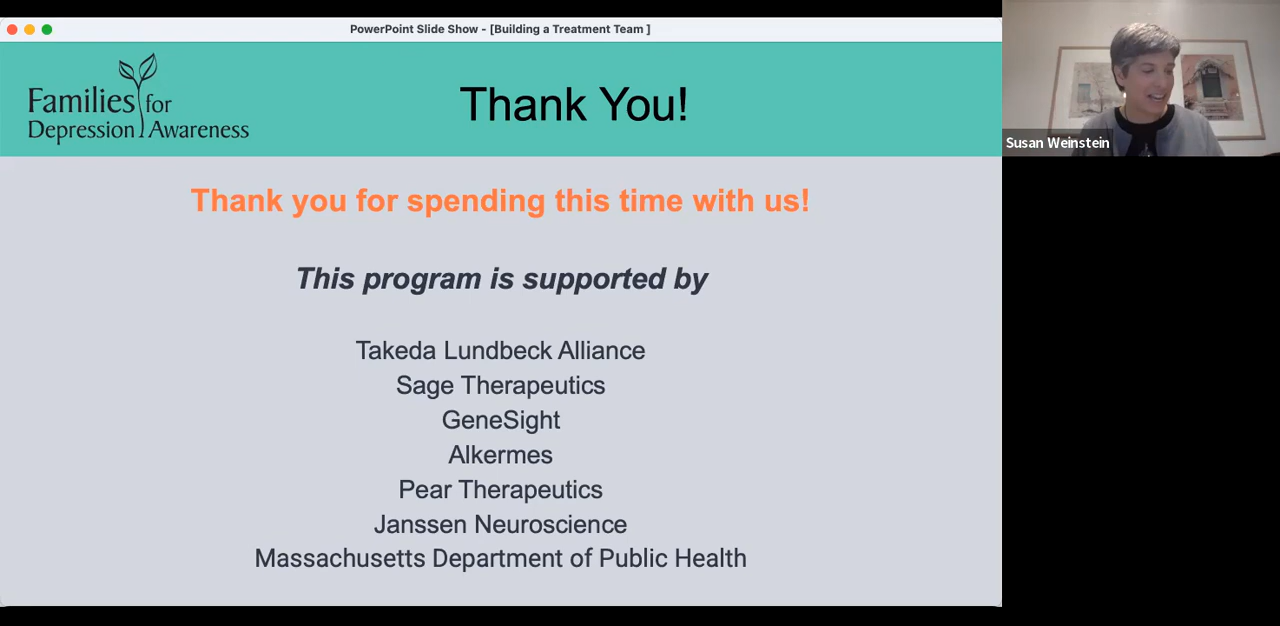 PowerPoint Slide Show - [Building a Treatment Team ]
Families for
Depression Awareness
Thank You!
Susan Weinstein
Thank you for spending this time with us!
This program is supported by
Takeda Lundbeck Alliance
Sage Therapeutics
GeneSight
Alkermes
Pear Therapeutics
Janssen Neuroscience
Massachusetts Department of Public Health